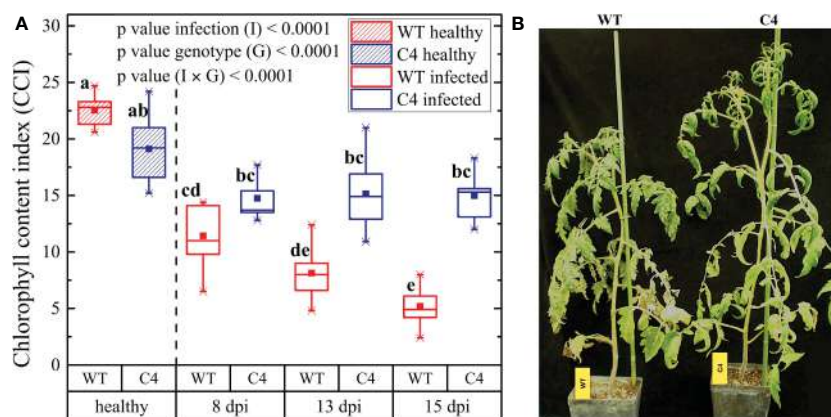 A
B
WT
C4
p value infection (I) < 0.0001
p value genotype (G) < 0.0001
p value (I × G) < 0.0001
WT healthy
C4 healthy
WT infected
C4 infected
Chlorophyll content index (CCI)
30
25
20
15
10
5
0
a
ab
cd
bc
de
bc
e
bc
WT C4 WT C4 WT C4 WT C4
healthy 8 dpi 13 dpi 15 dpi
WT
C4